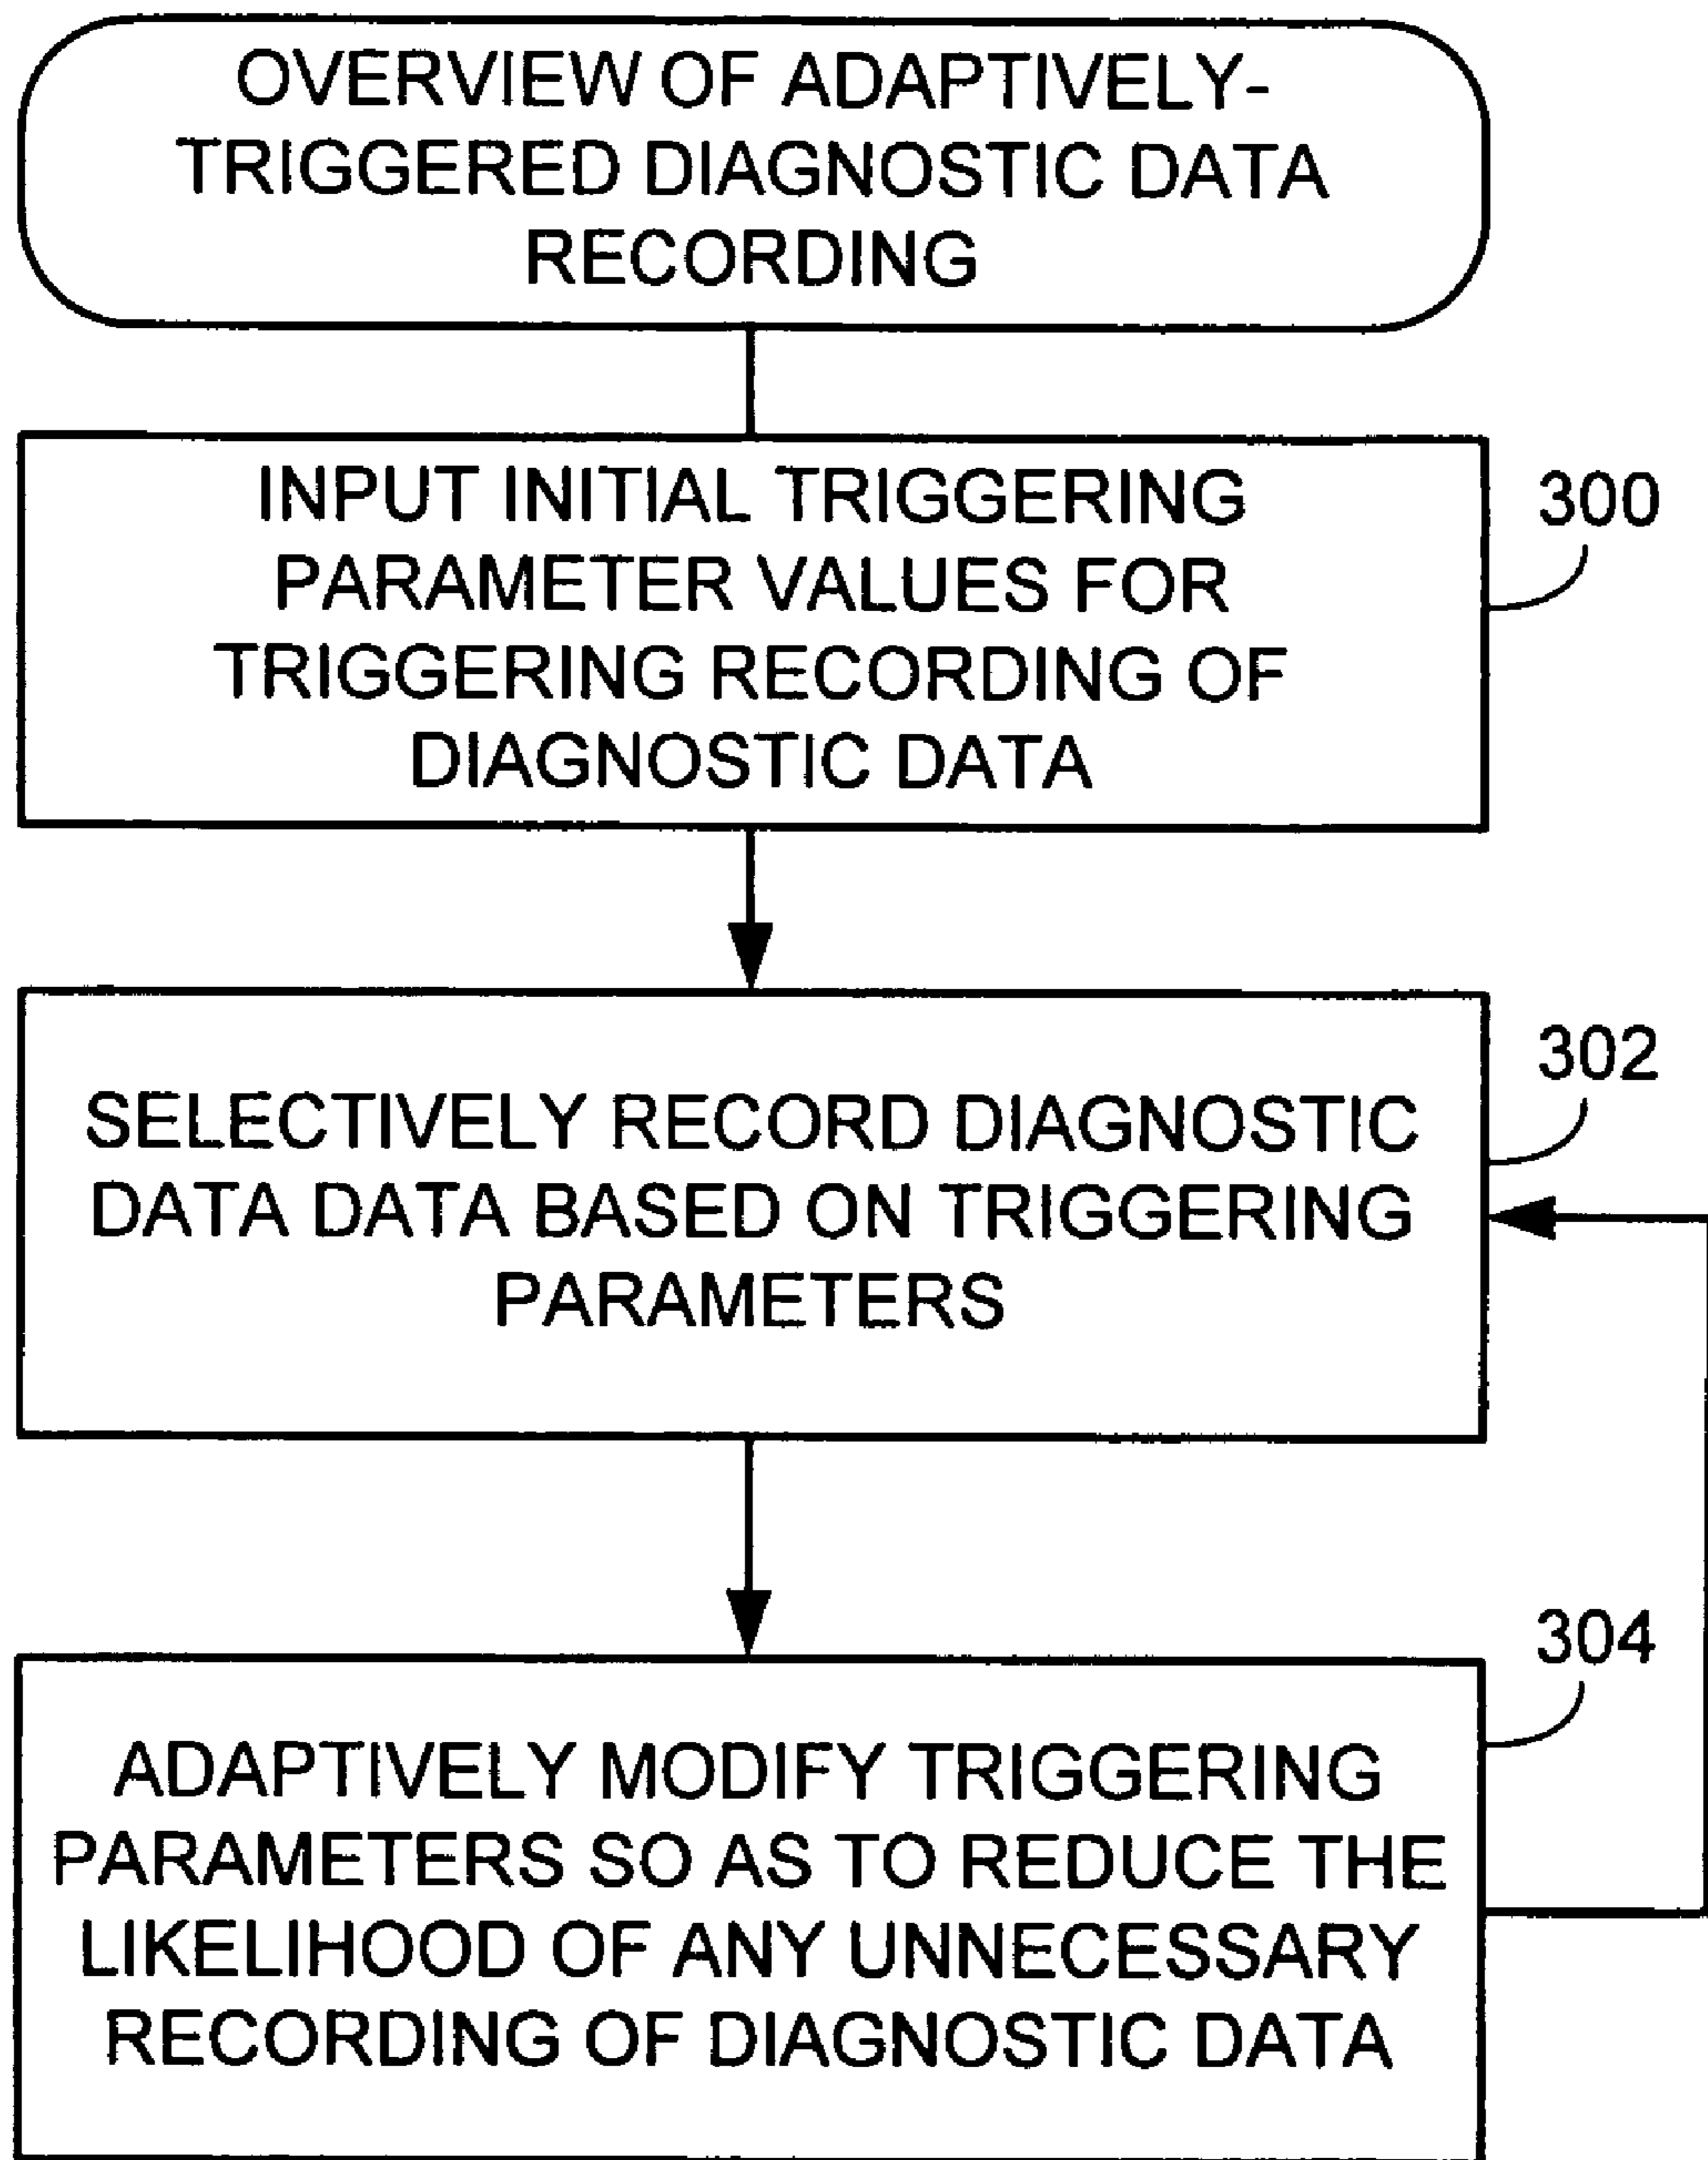 OVERVIEW OF ADAPTIVELY-
TRIGGERED DIAGNOSTIC DATA
RECORDING
INPUT INITIAL TRIGGERING
PARAMETER VALUES FOR
TRIGGERING RECORDING OF
DIAGNOSTIC DATA
300
SELECTIVELY RECORD DIAGNOSTIC
DATA DATA BASED ON TRIGGERING
PARAMETERS
302
ADAPTIVELY MODIFY TRIGGERING
PARAMETERS SO AS TO REDUCE THE
LIKELIHOOD OF ANY UNNECESSARY
RECORDING OF DIAGNOSTIC DATA
304